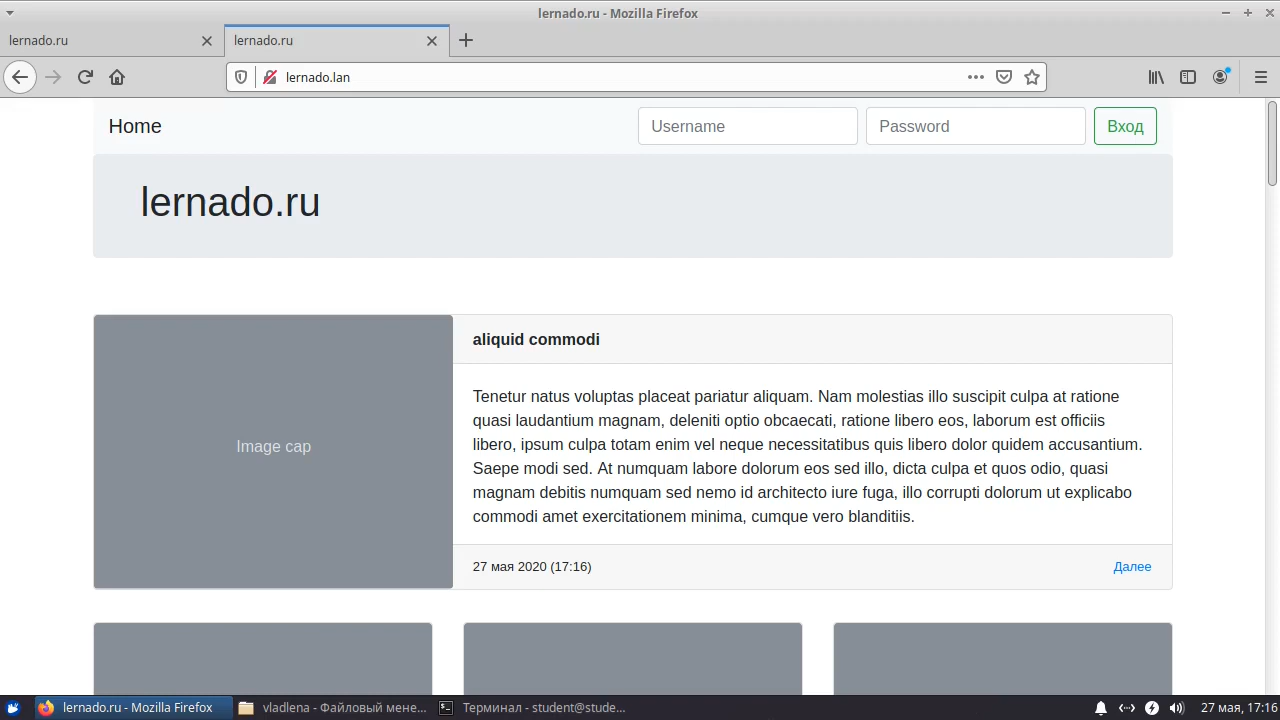 lernado.ru - Mozilla Firefox
lernado.ru
lernado.ru
lernado.lan
Home
Username
Password
Вход
lernado.ru
Image cap
aliquid commodi
Tenetur natus voluptas placeat pariatur aliquam. Nam molestias illo suscipit culpa at ratione
quasi laudantium magnam, deleniti optio obcaecati, ratione libero eos, laborum est officiis
libero, ipsum culpa totam enim vel neque necessitatibus quis libero dolor quidem accusantium.
Saepe modi sed. At numquam labore dolorum eos sed illo, dicta culpa et quos odio, quasi
magnam debitis numquam sed nemo id architecto iure fuga, illo corrupti dolorum ut explicabo
commodi amet exercitationem minima, cumque vero blanditiis.
27 мая 2020 (17:16)
Далее
lernado.ru - Mozilla Firefox
vladlena - Файловый мене...
Терминал - student@stude...
27 мая, 17:16